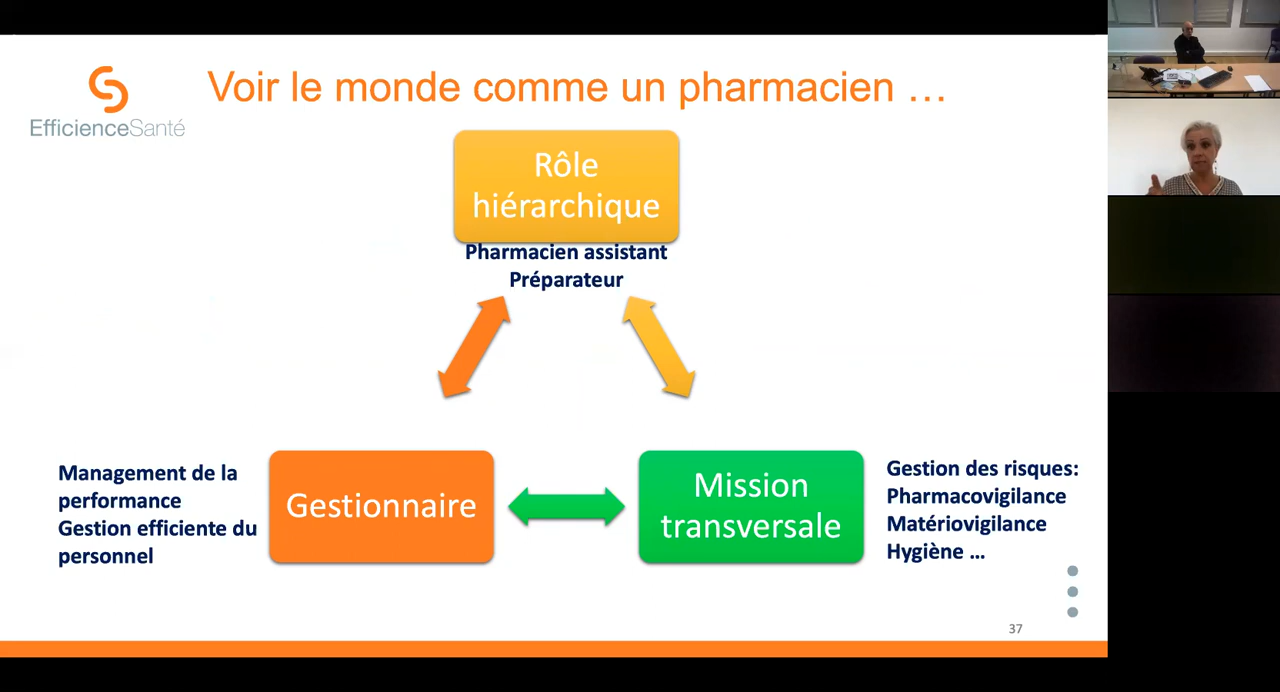 Voir le monde comme un pharmacien …
EfficienceSanté
Rôle
hiérarchique
Pharmacien assistant
Préparateur
Management de la
performance
Gestion efficiente du
personnel
Gestionnaire
Mission
transversale
Gestion des risques:
Pharmacovigilance
Matériovigilance
Hygiène …
37